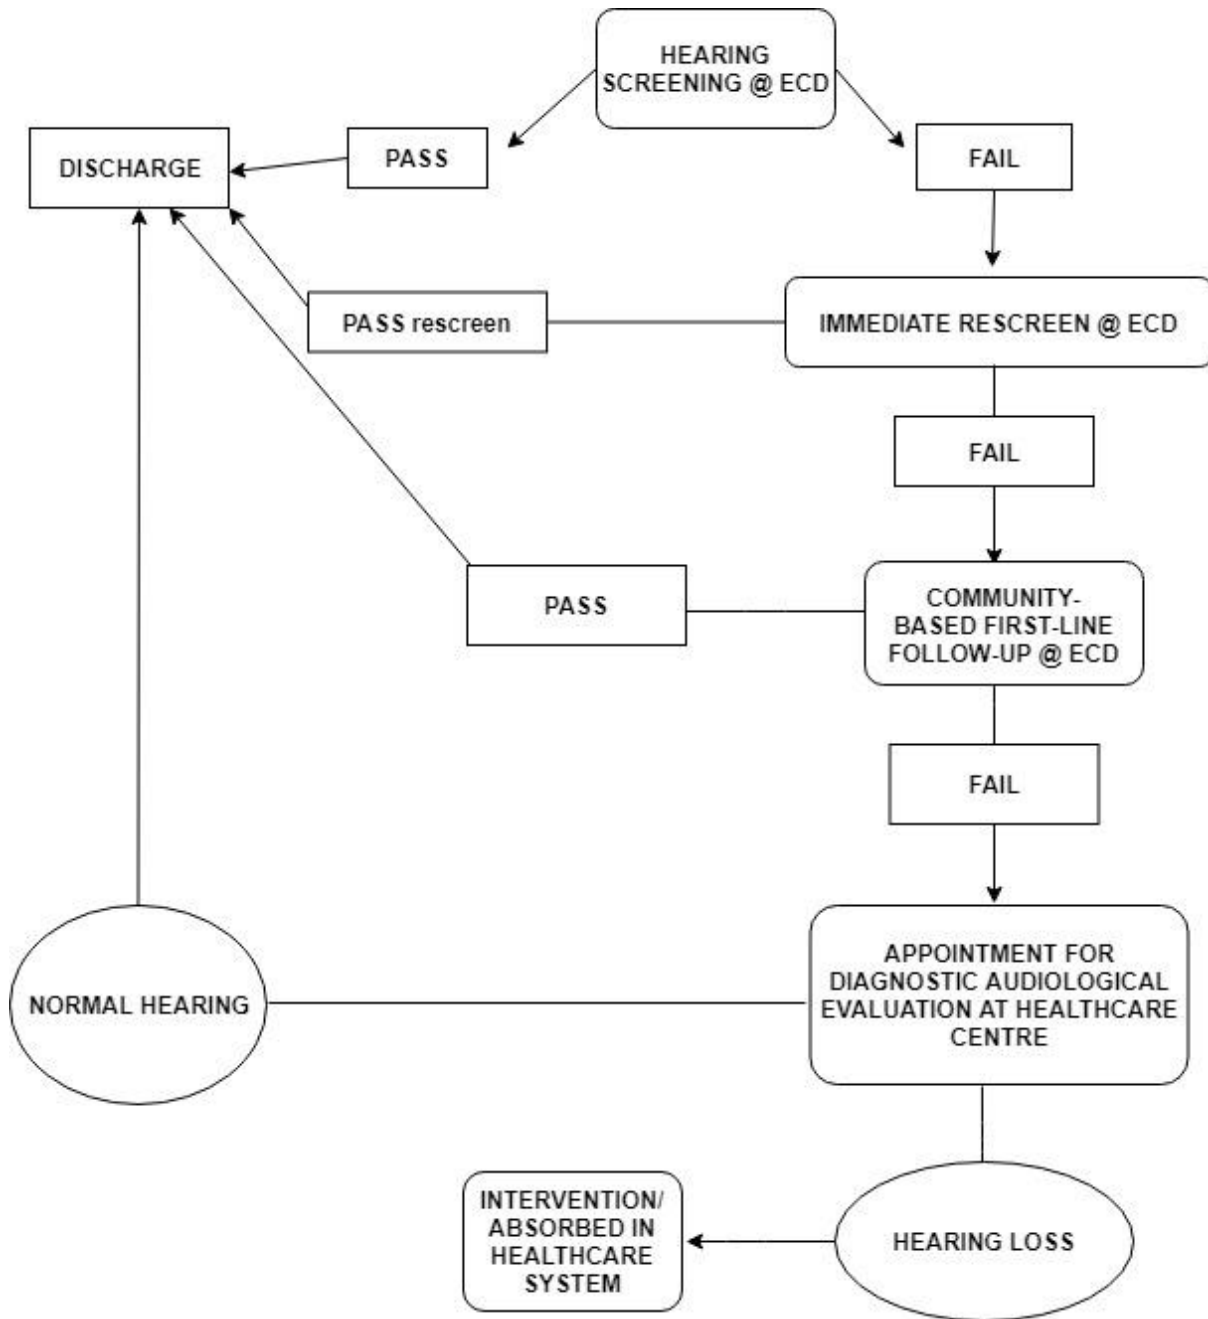 HEARING
SCREENING @ ECD
DISCHARGE
PASS
FAIL
PASS rescreen
IMMEDIATE RESCREEN @ ECD
FAIL
PASS
COMMUNITY-
BASED FIRST-LINE
FOLLOW-UP @ ECD
FAIL
NORMAL HEARING
APPOINTMENT FOR
DIAGNOSTIC AUDIOLOGICAL
EVALUATION AT HEALTHCARE
CENTRE
INTERVENTION/
ABSORBED IN
HEALTHCARE
SYSTEM
HEARING LOSS